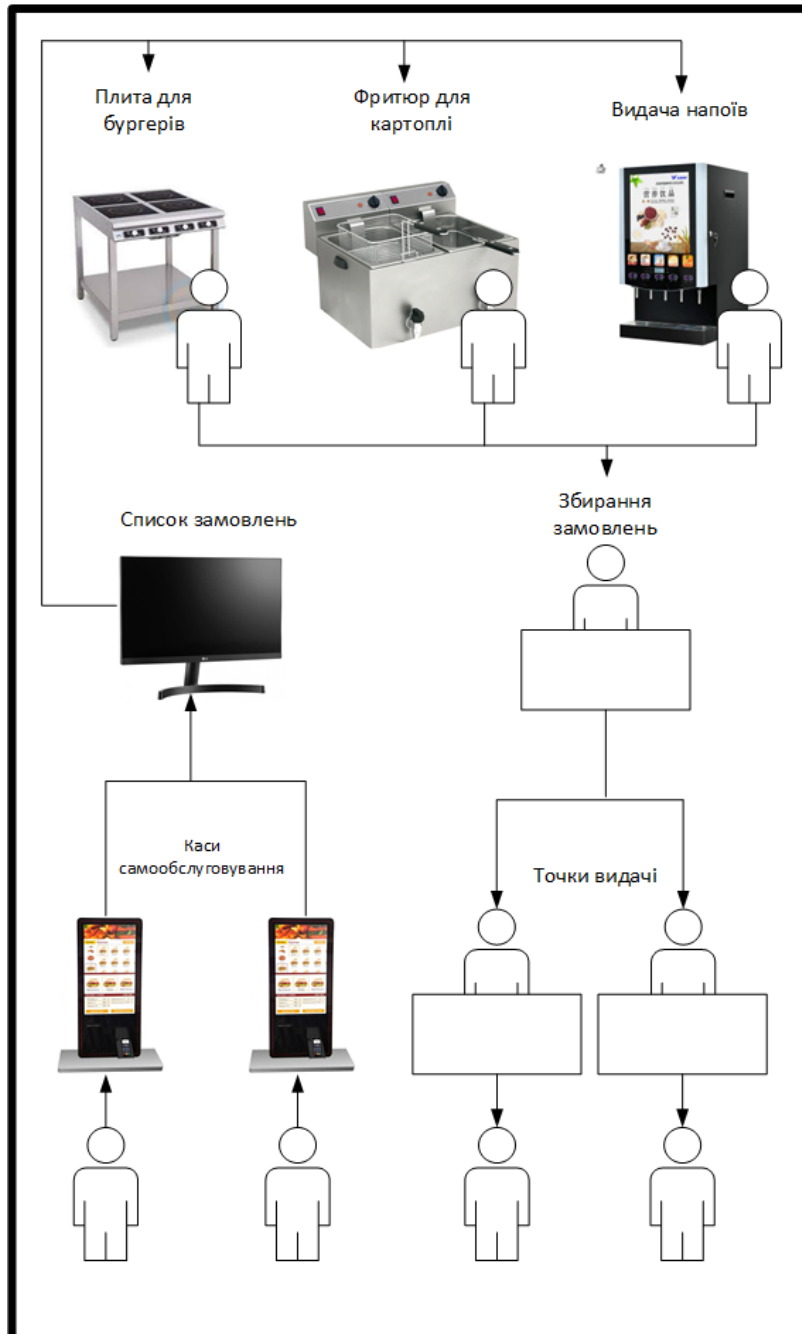 Плита для
бургерів
Фритюр для
картоплі
Видача напоїв
Список замовлень
Збирання
замовлень
Каси
самообслуговування
Точки видачі